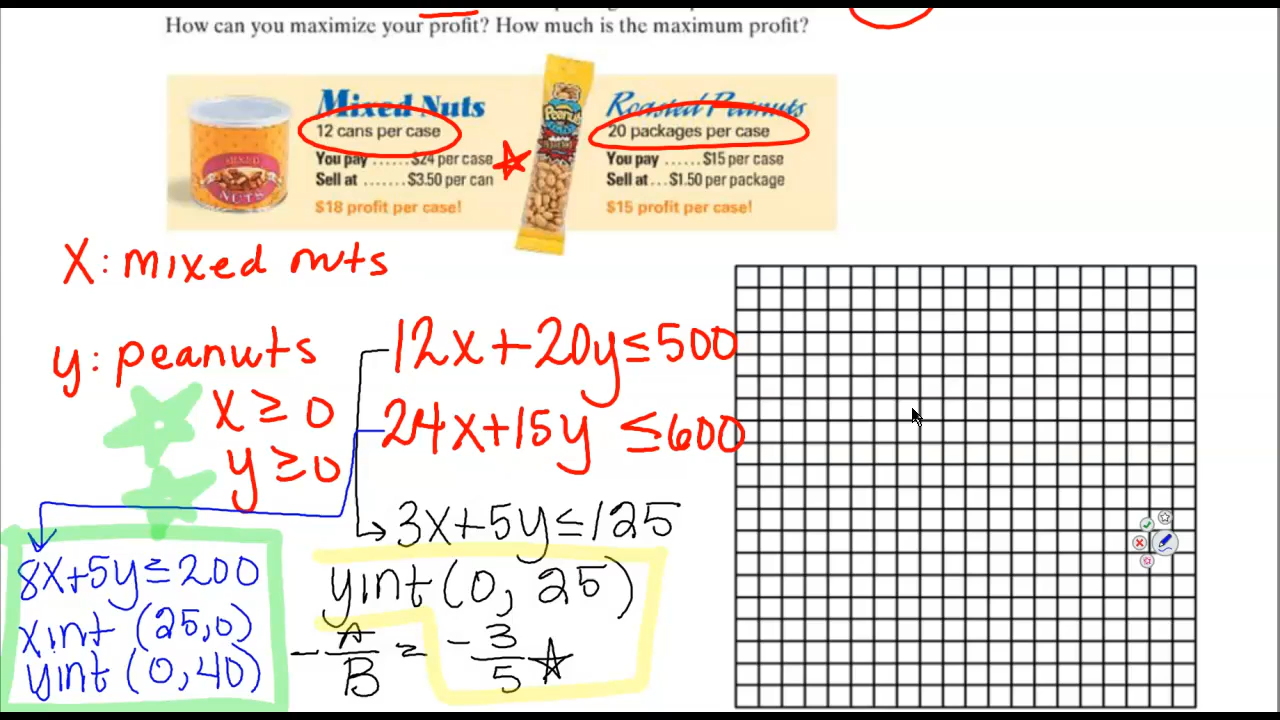 How can you maximize your profit? How much is the maximum profit?
Mixed Nuts
12 cans per case
You pay ...... $24 per case
Sell at ....... $3.50 per can
$18 profit per case!
Roasted Peanuts
20 packages per case
You pay ...... $15 per case
Sell at ... $1.50 per package
$15 profit per case!
MIXED
NUTS
Peanuts
X: mixed nuts
y: peanuts
x ≥ 0
y ≥ 0
12x+20y≤500
24x+15y ≤600
3x+5y≤125
yint (0, 25)
-A/B = -3/5
8x+5y≤200
xint (25,0)
yint (0,40)